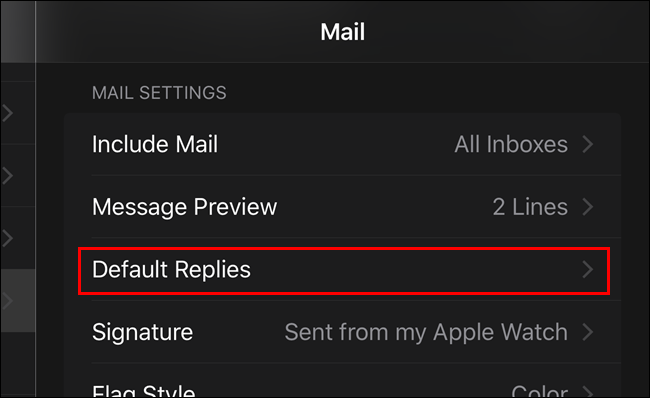 Mail
MAIL SETTINGS
Include Mail All Inboxes
Message Preview 2 Lines
Default Replies
Signature Sent from my Apple Watch
Flag Style Color